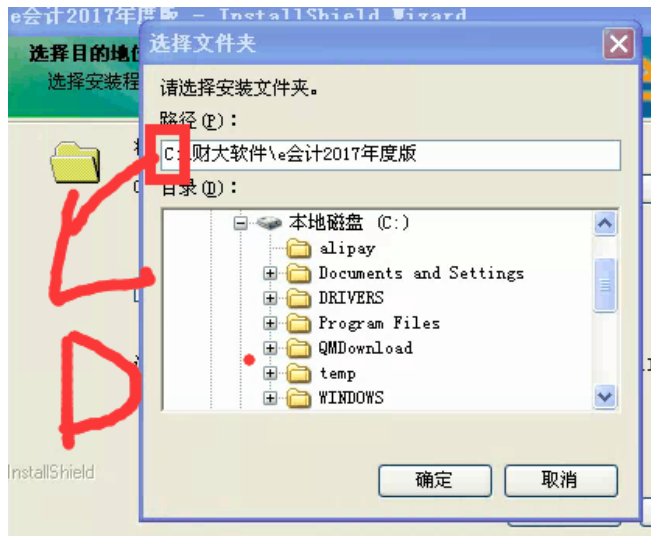 e会计2017年度版 - InstallShield Wizard
选择目的地位
选择安装程
选择文件夹
请选择安装文件夹。
路径(P)：
C:\财大软件\e会计2017年度版
目录(D)：
本地磁盘 (C:)
alipay
Documents and Settings
DRIVERS
Program Files
QMDownload
temp
WINDOWS
D
InstallShield
确定
取消